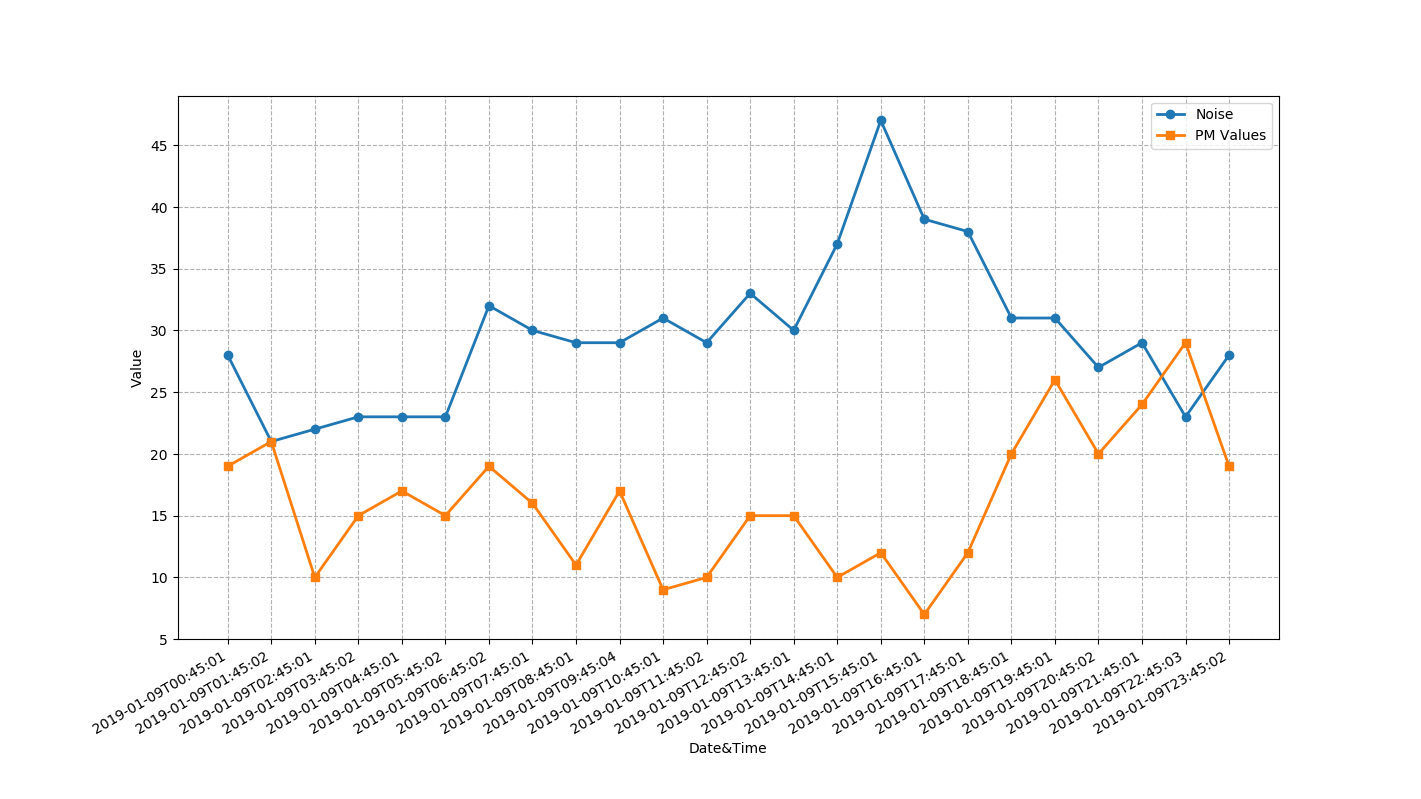 Noise
PM Values
45
40
35
30
25
20
15
10
5
Value
2019-01-09T00:45:01
2019-01-09T01:45:02
2019-01-09T02:45:01
2019-01-09T03:45:02
2019-01-09T04:45:01
2019-01-09T05:45:02
2019-01-09T06:45:02
2019-01-09T07:45:01
2019-01-09T08:45:01
2019-01-09T09:45:04
2019-01-09T10:45:01
2019-01-09T11:45:02
2019-01-09T12:45:02
2019-01-09T13:45:01
2019-01-09T14:45:01
2019-01-09T15:45:01
2019-01-09T16:45:01
2019-01-09T17:45:01
2019-01-09T18:45:01
2019-01-09T19:45:01
2019-01-09T20:45:02
2019-01-09T21:45:01
2019-01-09T22:45:03
2019-01-09T23:45:02
Date&Time